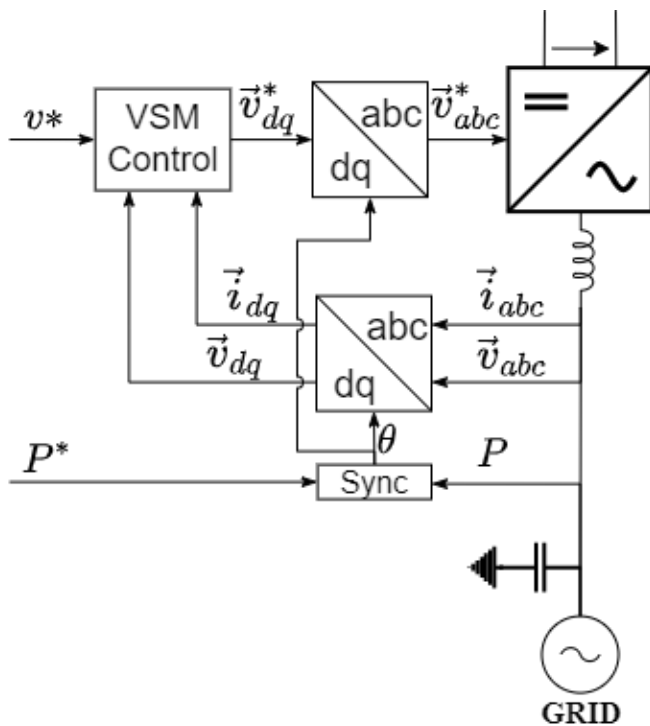 v*
VSM
Control
v⃗*dq
abc
dq
v⃗*abc
i⃗dq
v⃗dq
abc
dq
i⃗abc
v⃗abc
θ
P*
Sync
P
GRID